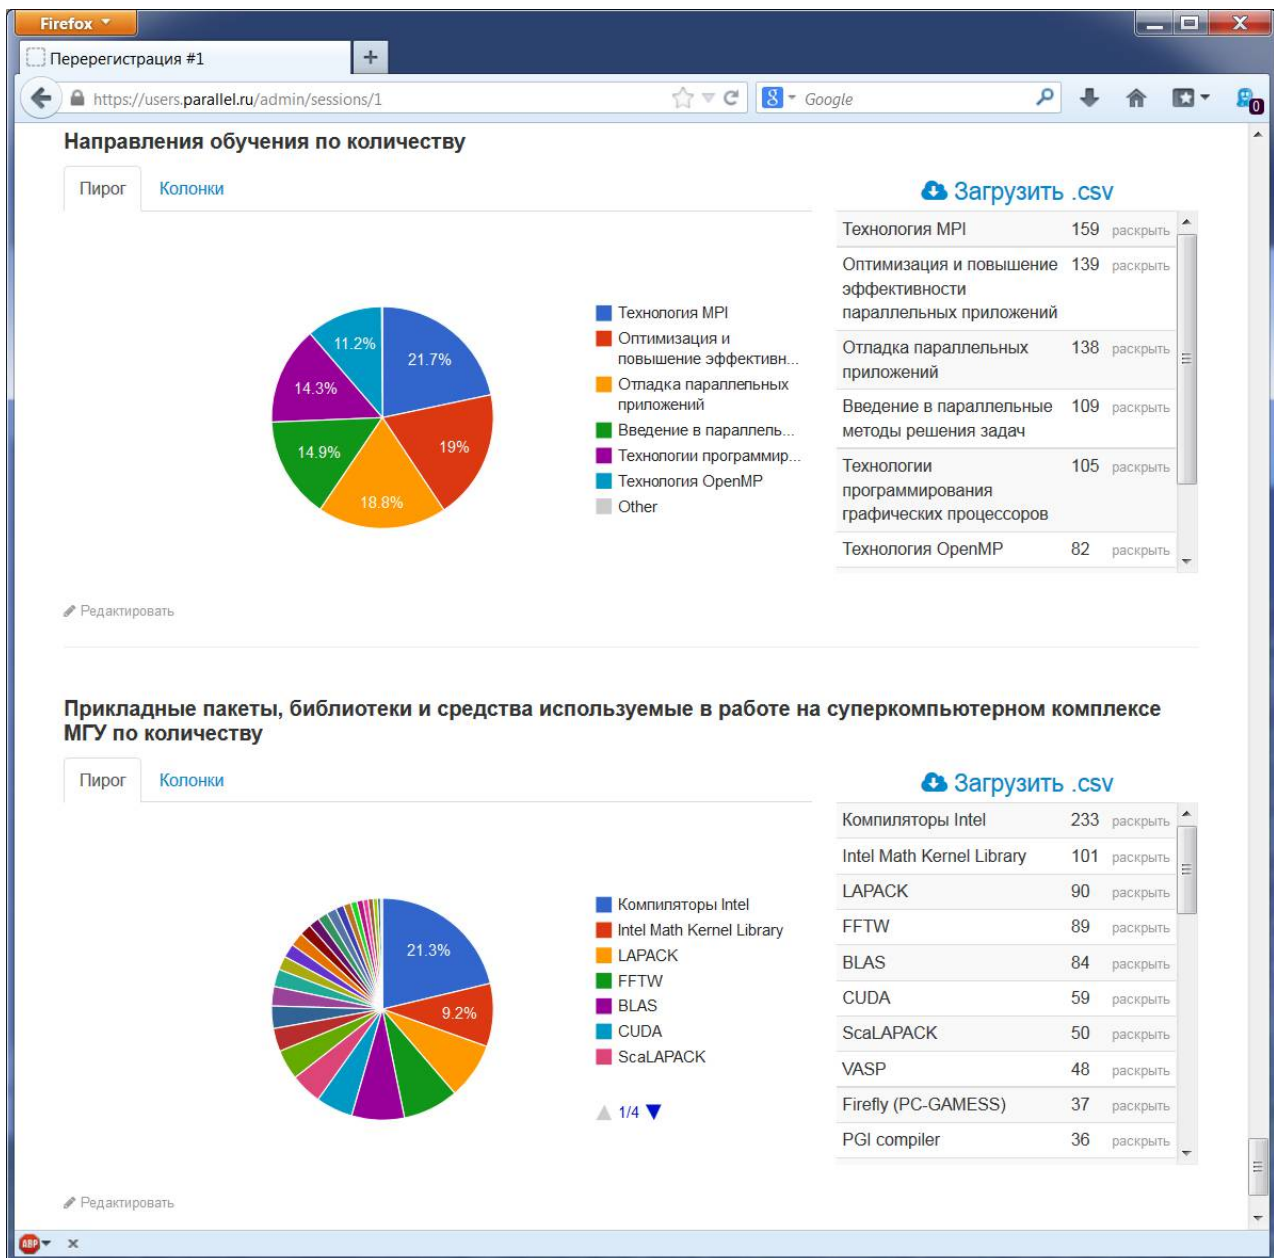 Firefox
Перерегистрация #1
+
https://users.parallel.ru/admin/sessions/1
8
Google
0
Направления обучения по количеству
Пирог
Колонки
Загрузить .csv
21.7%
19%
18.8%
14.9%
14.3%
11.2%
Технология MPI
Оптимизация и
повышение эффективн...
Отладка параллельных
приложений
Введение в параллель...
Технологии программир...
Технология OpenMP
Other
Технология MPI 159 раскрыть
Оптимизация и повышение 139 раскрыть
эффективности
параллельных приложений
Отладка параллельных 138 раскрыть
приложений
Введение в параллельные 109 раскрыть
методы решения задач
Технологии 105 раскрыть
программирования
графических процессоров
Технология OpenMP 82 раскрыть
Редактировать
Прикладные пакеты, библиотеки и средства используемые в работе на суперкомпьютерном комплексе
МГУ по количеству
Пирог
Колонки
Загрузить .csv
21.3%
9.2%
Компиляторы Intel
Intel Math Kernel Library
LAPACK
FFTW
BLAS
CUDA
ScaLAPACK
1/4
Компиляторы Intel 233 раскрыть
Intel Math Kernel Library 101 раскрыть
LAPACK 90 раскрыть
FFTW 89 раскрыть
BLAS 84 раскрыть
CUDA 59 раскрыть
ScaLAPACK 50 раскрыть
VASP 48 раскрыть
Firefly (PC-GAMESS) 37 раскрыть
PGI compiler 36 раскрыть
Редактировать
ABP